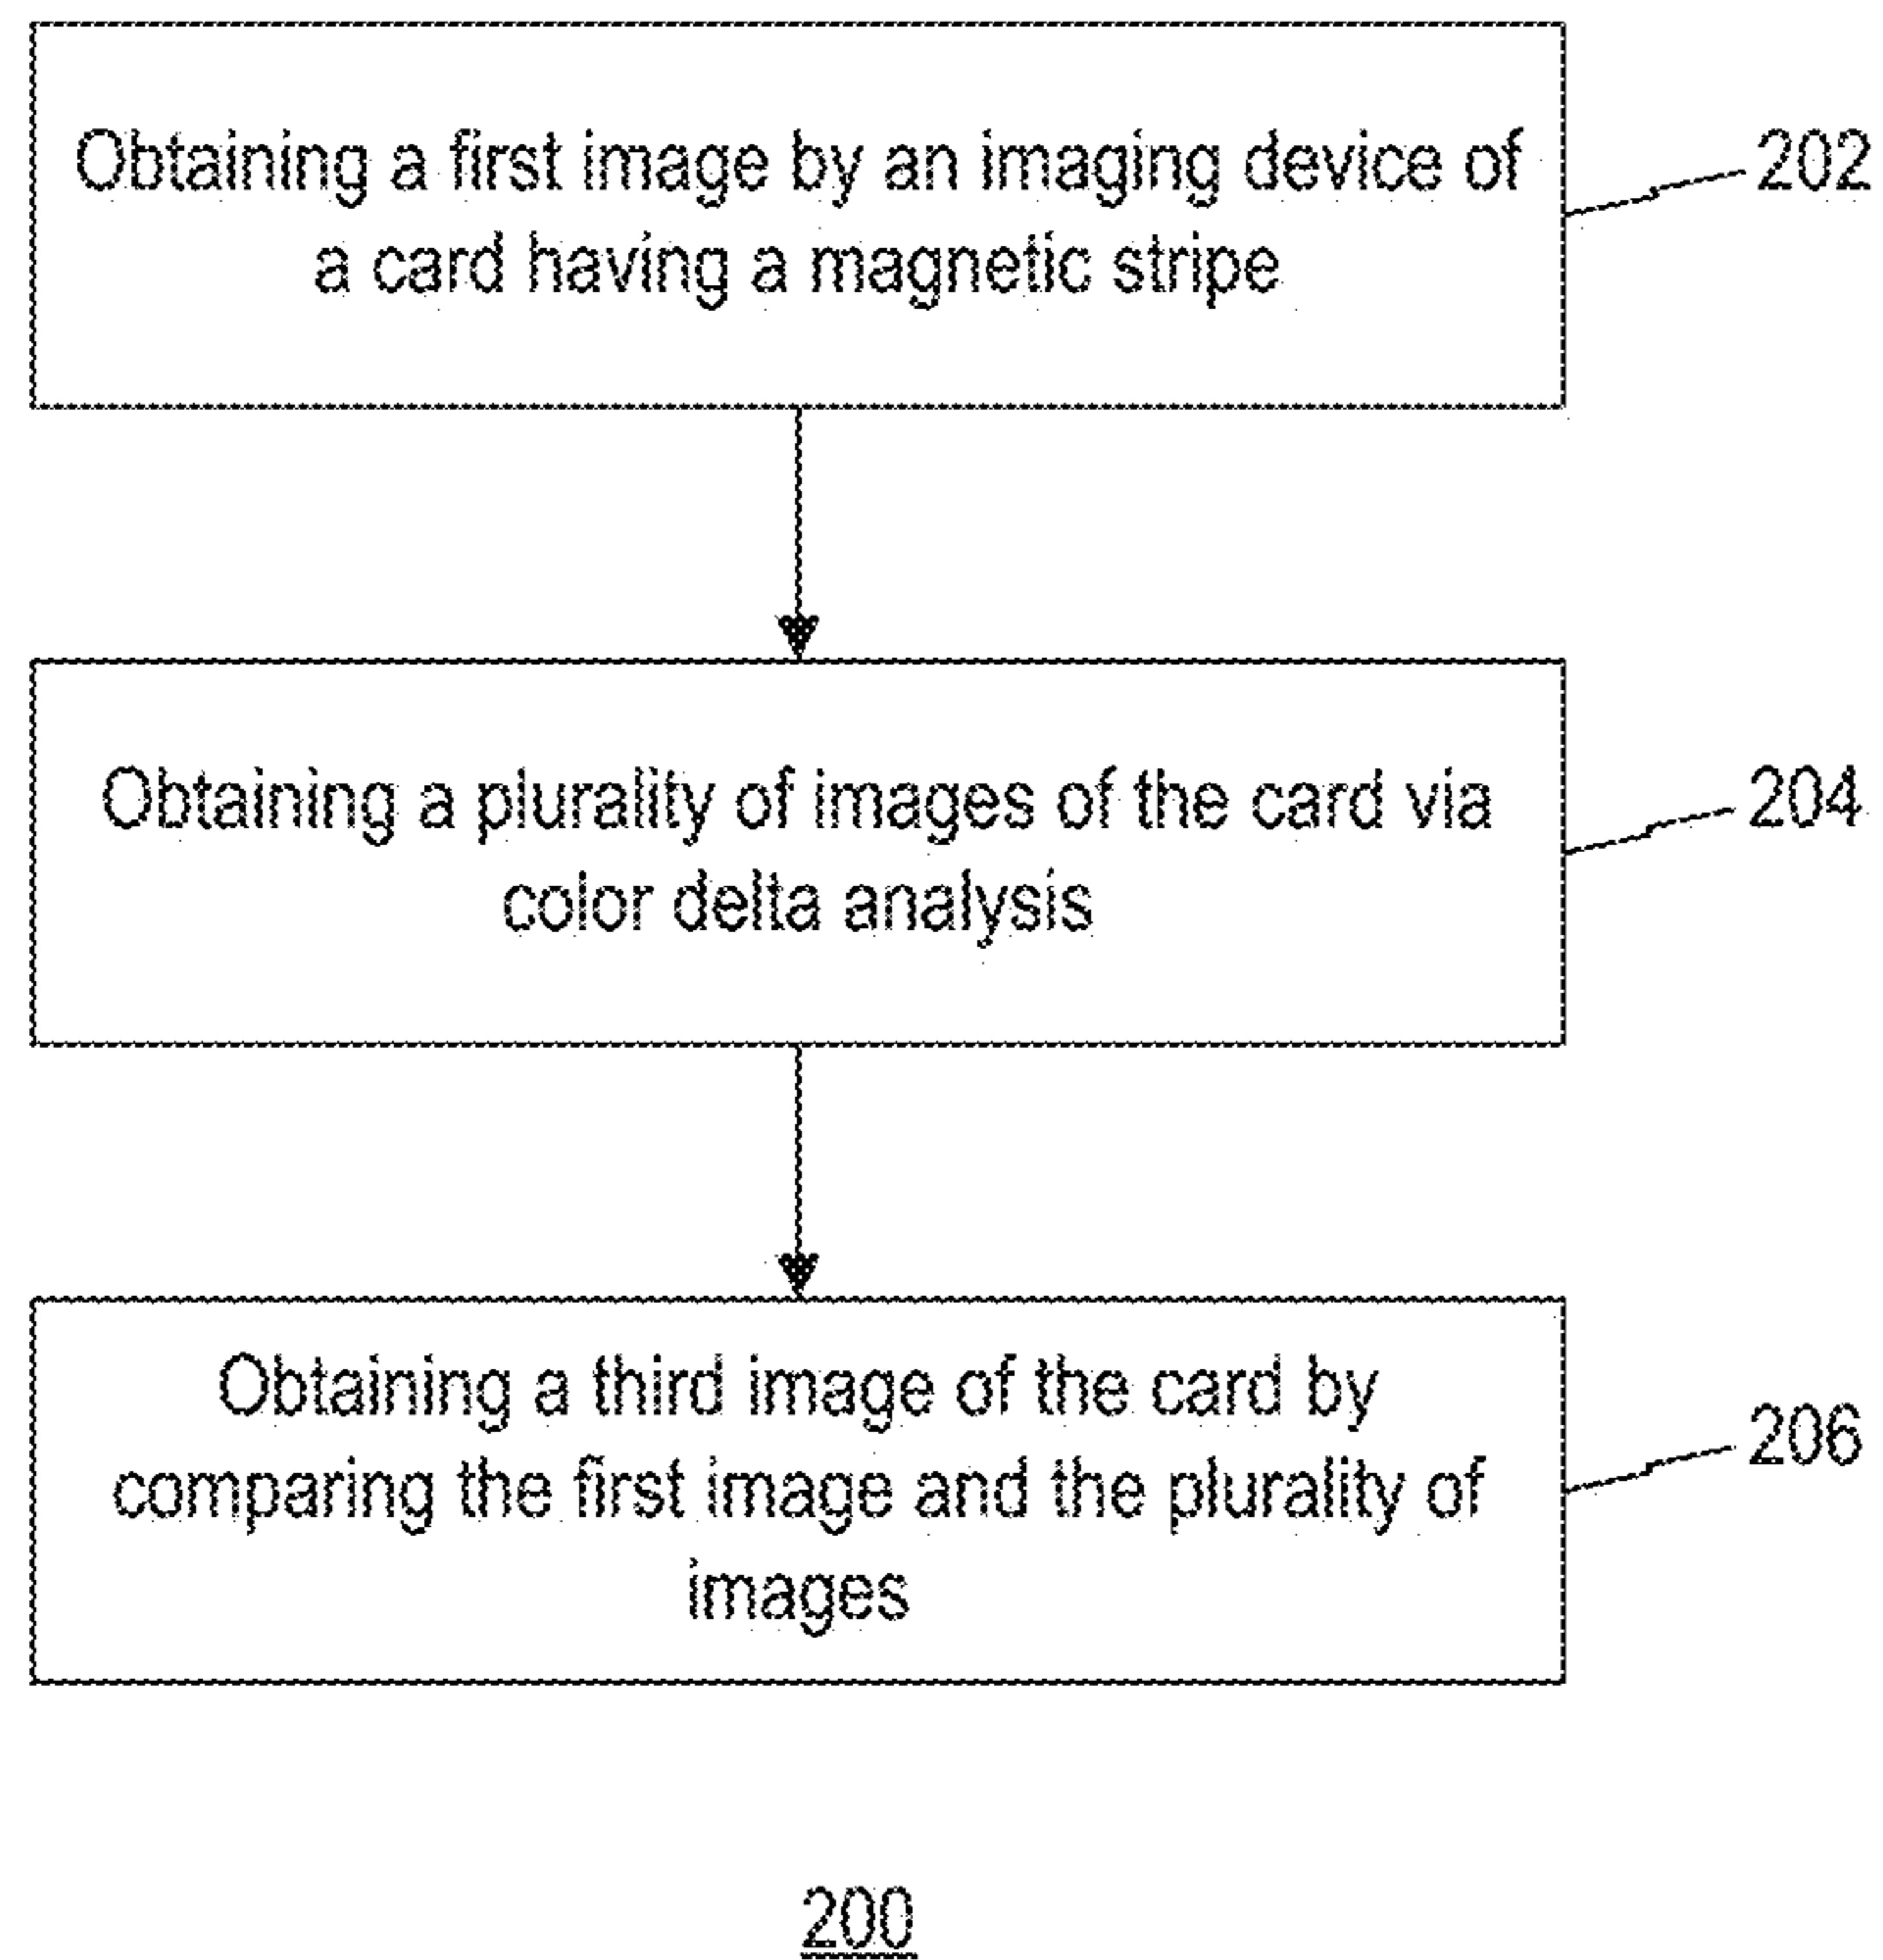 Obtaining a first image by an imaging device of
a card having a magnetic stripe
202
Obtaining a plurality of images of the card via
color delta analysis
204
Obtaining a third image of the card by
comparing the first image and the plurality of
images
206
200